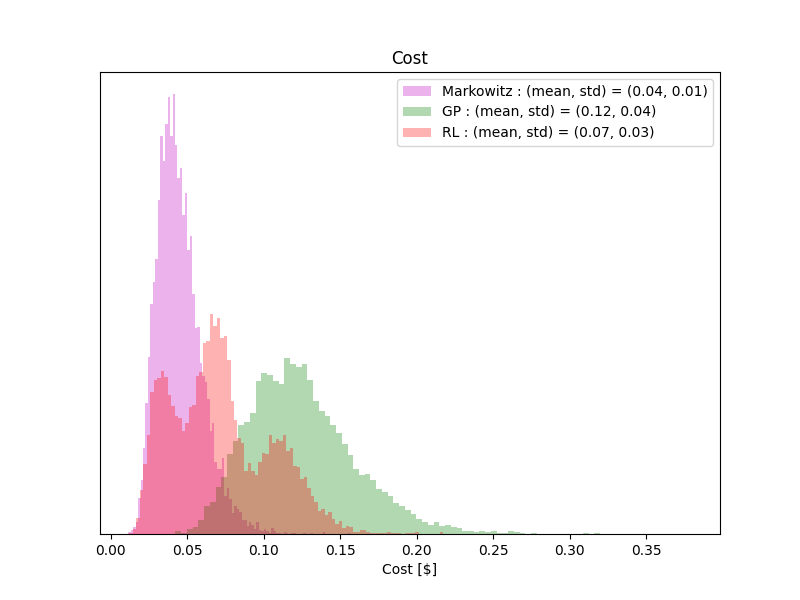 Cost
Markowitz : (mean, std) = (0.04, 0.01)
GP : (mean, std) = (0.12, 0.04)
RL : (mean, std) = (0.07, 0.03)
0.00 0.05 0.10 0.15 0.20 0.25 0.30 0.35
Cost [$]